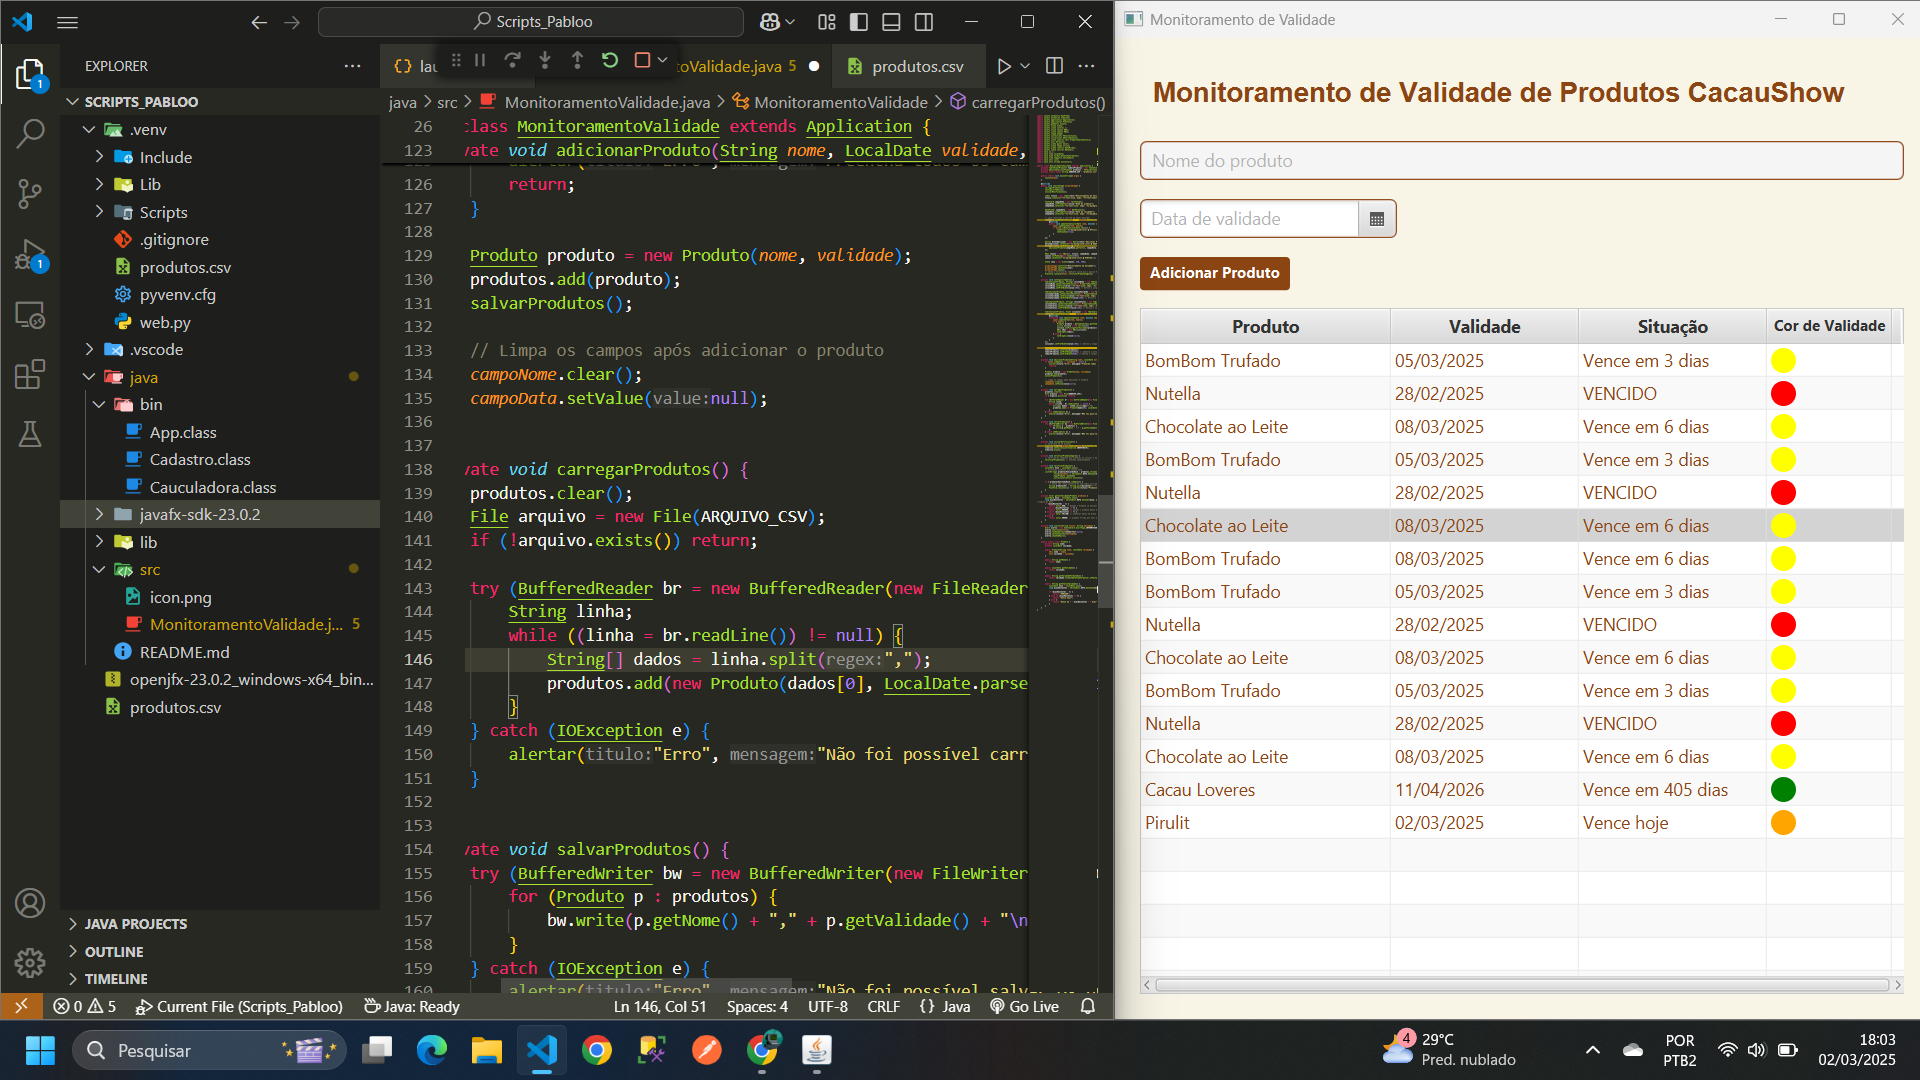 Scripts_Pabloo
Monitoramento de Validade
EXPLORER
SCRIPTS_PABLOO
.venv
Include
Lib
Scripts
.gitignore
produtos.csv
pyvenv.cfg
web.py
.vscode
java
bin
App.class
Cadastro.class
Cauculadora.class
javafx-sdk-23.0.2
lib
src
icon.png
MonitoramentoValidade.j... 5
README.md
openjfx-23.0.2_windows-x64_bin...
produtos.csv
JAVA PROJECTS
OUTLINE
TIMELINE
toValidade.java 5
produtos.csv
java > src > MonitoramentoValidade.java > MonitoramentoValidade > carregarProdutos()
26 class MonitoramentoValidade extends Application {
123 vate void adicionarProduto(String nome, LocalDate validade,
126 return;
127 }
128
129 Produto produto = new Produto(nome, validade);
130 produtos.add(produto);
131 salvarProdutos();
132
133 // Limpa os campos após adicionar o produto
134 campoNome.clear();
135 campoData.setValue(value:null);
136
137
138 vate void carregarProdutos() {
139 produtos.clear();
140 File arquivo = new File(ARQUIVO_CSV);
141 if (!arquivo.exists()) return;
142
143 try (BufferedReader br = new BufferedReader(new FileReader
144 String linha;
145 while ((linha = br.readLine()) != null) {
146 String[] dados = linha.split(regex:",");
147 produtos.add(new Produto(dados[0], LocalDate.parse
148 }
149 } catch (IOException e) {
150 alertar(titulo:"Erro", mensagem:"Não foi possível carr
151 }
152
153
154 vate void salvarProdutos() {
155 try (BufferedWriter bw = new BufferedWriter(new FileWriter
156 for (Produto p : produtos) {
157 bw.write(p.getNome() + "," + p.getValidade() + "\n
158 }
159 } catch (IOException e) {
160 alertar(titulo:"Erro", mensagem:"Não foi possível
0 5 Current File (Scripts_Pabloo) Java: Ready Ln 146, Col 51 Spaces: 4 UTF-8 CRLF {} Java Go Live
Monitoramento de Validade de Produtos CacauShow
Nome do produto
Data de validade
Adicionar Produto
Produto Validade Situação Cor de Validade
BomBom Trufado 05/03/2025 Vence em 3 dias
Nutella 28/02/2025 VENCIDO
Chocolate ao Leite 08/03/2025 Vence em 6 dias
BomBom Trufado 05/03/2025 Vence em 3 dias
Nutella 28/02/2025 VENCIDO
Chocolate ao Leite 08/03/2025 Vence em 6 dias
BomBom Trufado 08/03/2025 Vence em 6 dias
BomBom Trufado 05/03/2025 Vence em 3 dias
Nutella 28/02/2025 VENCIDO
Chocolate ao Leite 08/03/2025 Vence em 6 dias
BomBom Trufado 05/03/2025 Vence em 3 dias
Nutella 28/02/2025 VENCIDO
Chocolate ao Leite 08/03/2025 Vence em 6 dias
Cacau Loveres 11/04/2026 Vence em 405 dias
Pirulit 02/03/2025 Vence hoje
Pesquisar
4
29°C
Pred. nublado
POR
PTB2
18:03
02/03/2025